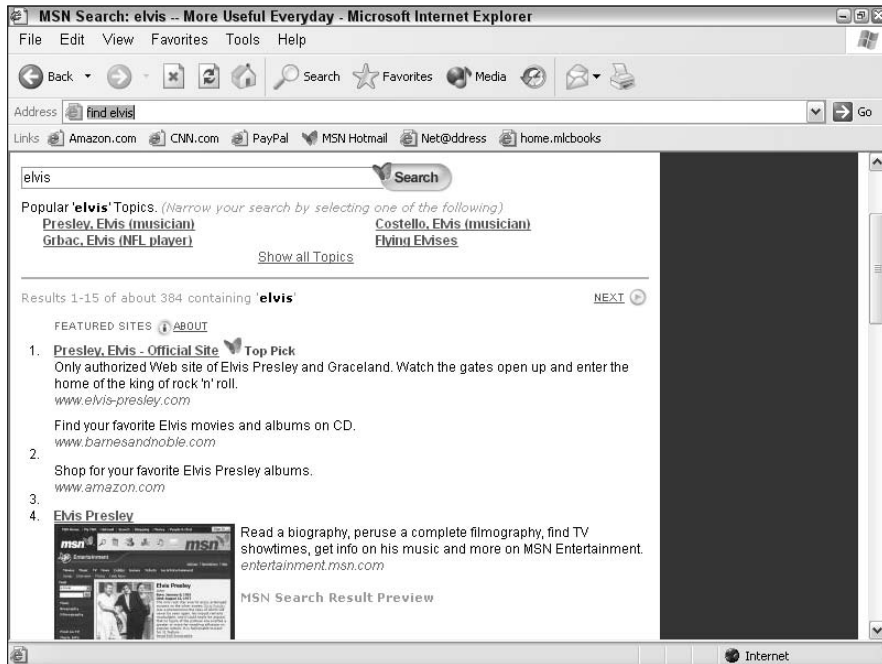 MSN Search: elvis -- More Useful Everyday - Microsoft Internet Explorer
File Edit View Favorites Tools Help
Back Search Favorites Media
Address find elvis Go
Links Amazon.com CNN.com PayPal MSN Hotmail Net@ddress home.mlcbooks
elvis Search
Popular 'elvis' Topics. (Narrow your search by selecting one of the following)
Presley, Elvis (musician) Costello, Elvis (musician)
Grbac, Elvis (NFL player) Flying Elvises
Show all Topics
Results 1-15 of about 384 containing 'elvis' NEXT
FEATURED SITES ABOUT
1. Presley, Elvis - Official Site Top Pick
Only authorized Web site of Elvis Presley and Graceland. Watch the gates open up and enter the
home of the king of rock 'n' roll.
www.elvis-presley.com
Find your favorite Elvis movies and albums on CD.
www.barnesandnoble.com
2.
Shop for your favorite Elvis Presley albums.
www.amazon.com
3.
4. Elvis Presley
msn msn
Entertainment
Elvis Presley
Read a biography, peruse a complete filmography, find TV
showtimes, get info on his music and more on MSN Entertainment.
entertainment.msn.com
MSN Search Result Preview
Internet